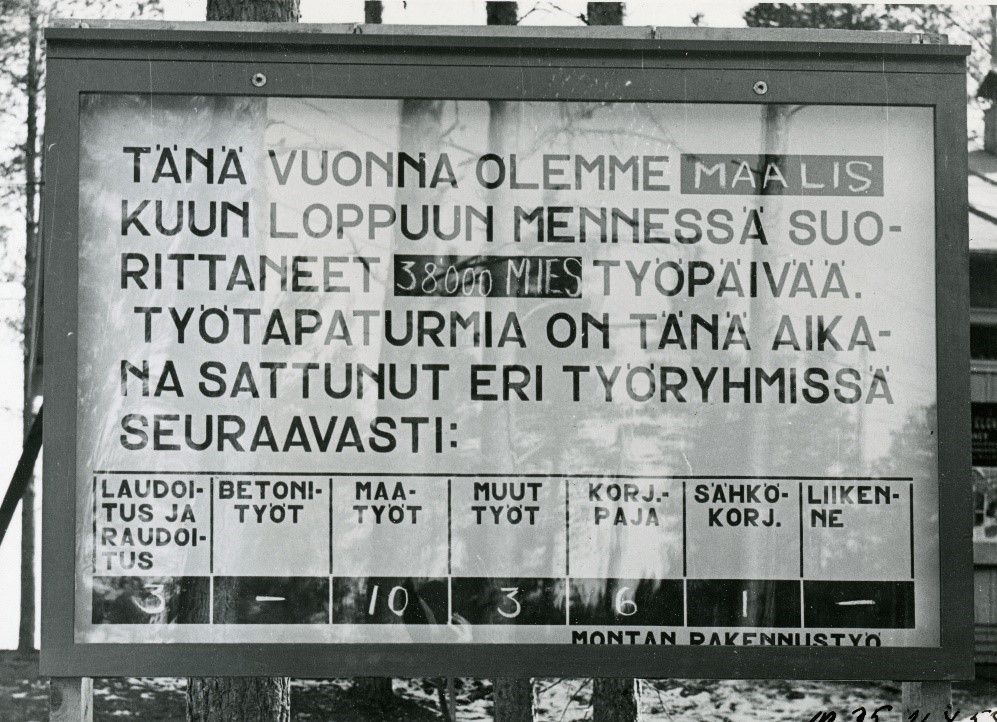 TÄNÄ VUONNA OLEMME MAALIS
KUUN LOPPUUN MENNESSÄ SUO-
RITTANEET 38000 MIES TYÖPÄIVÄÄ.
TYÖTAPATURMIA ON TÄNÄ AIKA-
NA SATTUNUT ERI TYÖRYHMISSÄ
SEURAAVASTI:
LAUDOI-
TUS JA
RAUDOI-
TUS
BETONI-
TYÖT
MAA-
TYÖT
MUUT
TYÖT
KORJ.-
PAJA
SÄHKÖ-
KORJ.
LIIKEN-
NE
3 – 10 3 6 1 –
MONTAN RAKENNUSTYÖ